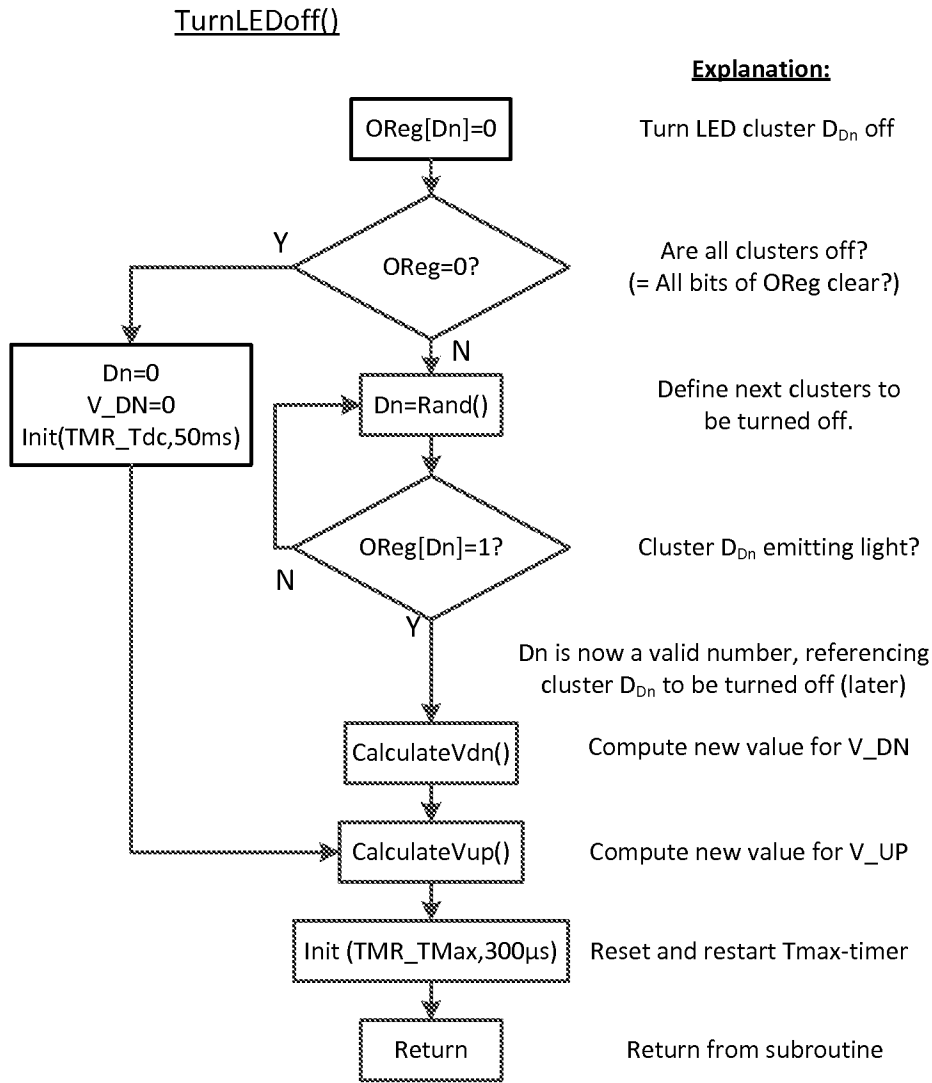 TurnLEDoff()
Explanation:
OReg[Dn]=0
Turn LED cluster DDn off
Y
OReg=0?
Are all clusters off?
(= All bits of OReg clear?)
N
Dn=0
V_DN=0
Init(TMR_Tdc,50ms)
Dn=Rand()
Define next clusters to
be turned off.
OReg[Dn]=1?
Cluster DDn emitting light?
N
Y
Dn is now a valid number, referencing
cluster DDn to be turned off (later)
CalculateVdn()
Compute new value for V_DN
CalculateVup()
Compute new value for V_UP
Init (TMR_TMax,300µs)
Reset and restart Tmax-timer
Return
Return from subroutine